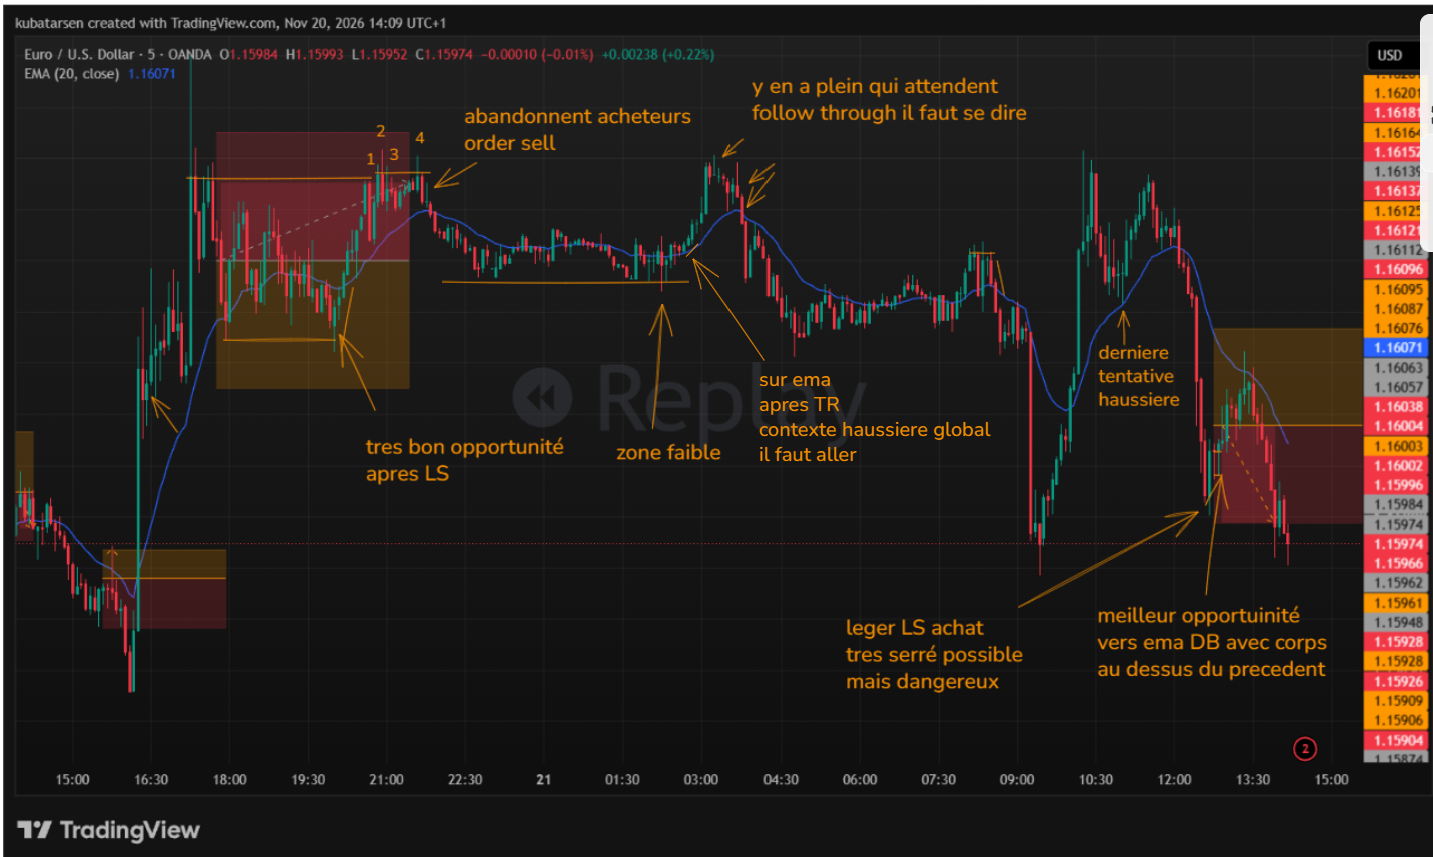 kubatarsen created with TradingView.com, Nov 20, 2026 14:09 UTC+1
Euro / U.S. Dollar · 5 · OANDA O1.15984 H1.15993 L1.15952 C1.15974 −0.00010 (−0.01%) +0.00238 (+0.22%)
EMA (20, close) 1.16071
USD
y en a plein qui attendent
follow through il faut se dire
abandonnent acheteurs
order sell
2
4
1
3
derniere
tentative
haussiere
Replay
sur ema
apres TR
contexte haussiere global
il faut aller
tres bon opportunité
apres LS
zone faible
leger LS achat
tres serré possible
mais dangereux
meilleur opportuinité
vers ema DB avec corps
au dessus du precedent
1.16201
1.16181
1.16164
1.16152
1.16139
1.16137
1.16125
1.16121
1.16112
1.16096
1.16095
1.16087
1.16076
1.16071
1.16063
1.16057
1.16038
1.16004
1.16003
1.16002
1.15996
1.15984
1.15974
1.15974
1.15966
1.15962
1.15961
1.15948
1.15928
1.15928
1.15926
1.15909
1.15906
1.15904
1.15874
2
15:00 16:30 18:00 19:30 21:00 22:30 21 01:30 03:00 04:30 06:00 07:30 09:00 10:30 12:00 13:30 15:00
TradingView